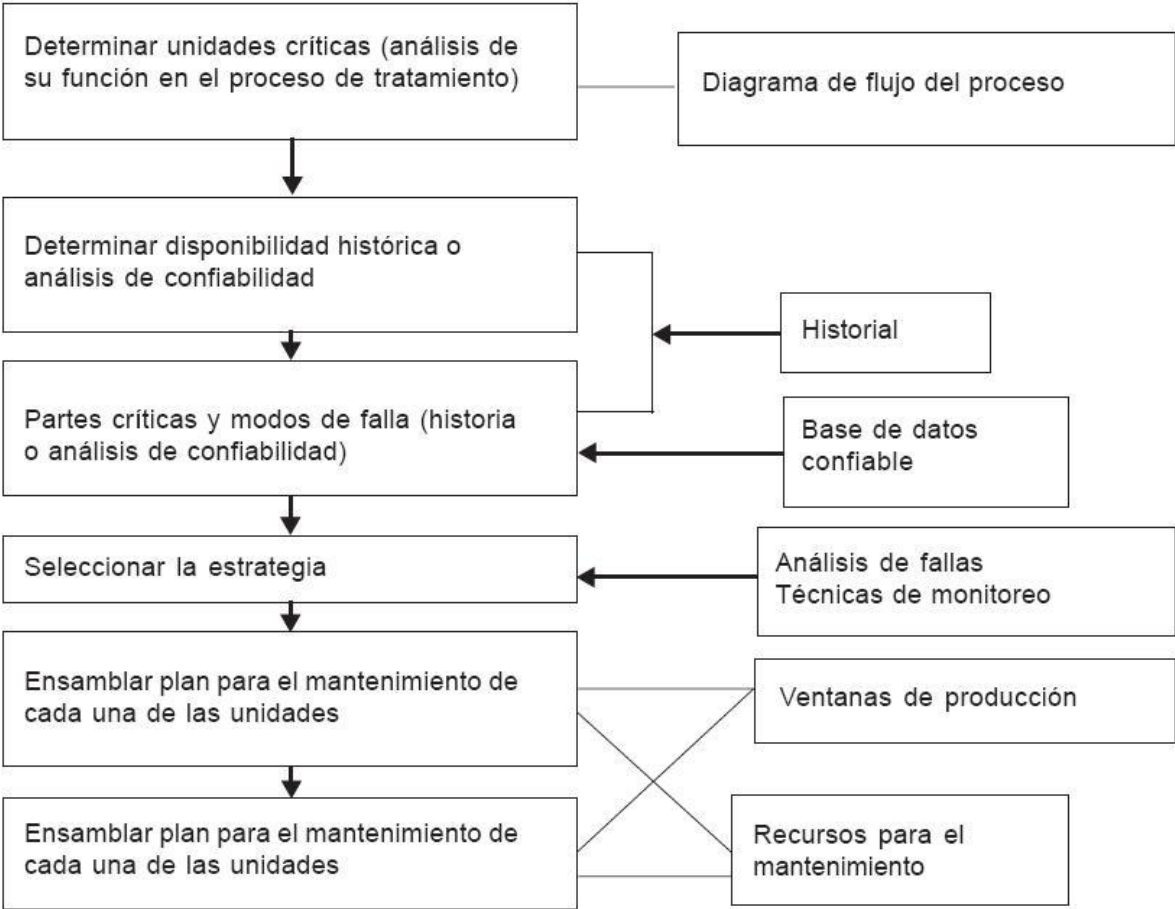 Determinar unidades críticas (análisis de
su función en el proceso de tratamiento)
Diagrama de flujo del proceso
Determinar disponibilidad histórica o
análisis de confiabilidad
Historial
Partes críticas y modos de falla (historia
o análisis de confiabilidad)
Base de datos
confiable
Seleccionar la estrategia
Análisis de fallas
Técnicas de monitoreo
Ensamblar plan para el mantenimiento de
cada una de las unidades
Ventanas de producción
Ensamblar plan para el mantenimiento de
cada una de las unidades
Recursos para el
mantenimiento